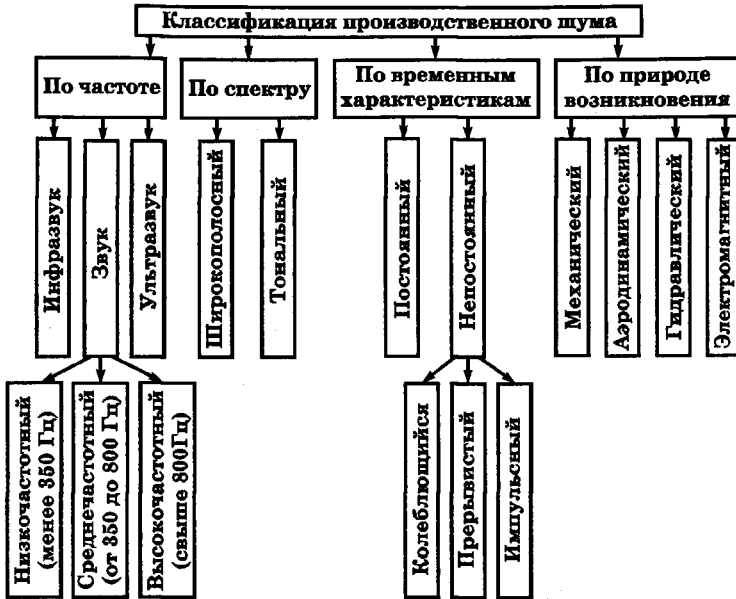 Классификация производственного шума
По частоте
По спектру
По временным
характеристикам
По природе
возникновения
Инфразвук
Звук
Ультразвук
Широкополосный
Тональный
Постоянный
Непостоянный
Механический
Аэродинамический
Гидравлический
Электромагнитный
Низкочастотный
(менее 350 Гц)
Среднечастотный
(от 350 до 800 Гц)
Высокочастотный
(свыше 800Гц)
Колеблющийся
Прерывистый
Импульсный